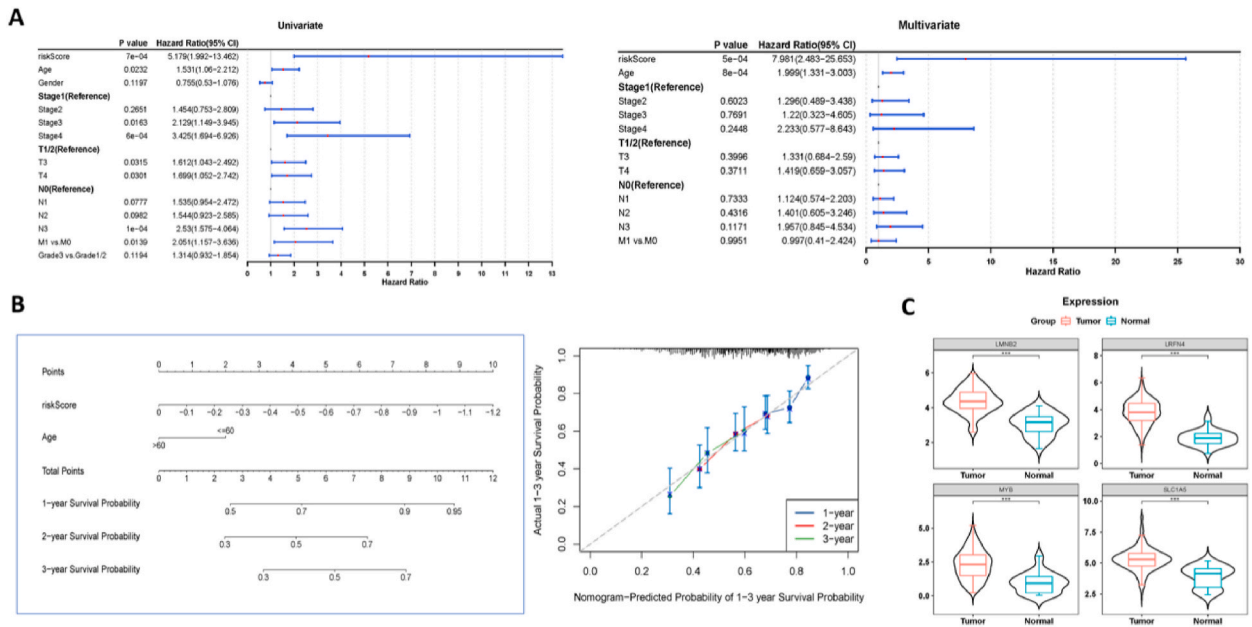 A
Univariate
P value Hazard Ratio(95% CI)
riskScore 7e−04 5.179(1.992−13.462)
Age 0.0232 1.531(1.06−2.212)
Gender 0.1197 0.755(0.53−1.076)
Stage1(Reference)
Stage2 0.2651 1.454(0.753−2.809)
Stage3 0.0163 2.129(1.149−3.945)
Stage4 6e−04 3.425(1.694−6.926)
T1/2(Reference)
T3 0.0315 1.612(1.043−2.492)
T4 0.0301 1.699(1.052−2.742)
N0(Reference)
N1 0.0777 1.535(0.954−2.472)
N2 0.0982 1.544(0.923−2.585)
N3 1e−04 2.53(1.575−4.064)
M1 vs.M0 0.0139 2.051(1.157−3.636)
Grade3 vs.Grade1/2 0.1194 1.314(0.932−1.854)
0 1 2 3 4 5 6 7 8 9 10 11 12 13
Hazard Ratio
Multivariate
P value Hazard Ratio(95% CI)
riskScore 5e−04 7.981(2.483−25.653)
Age 8e−04 1.999(1.331−3.003)
Stage1(Reference)
Stage2 0.6023 1.296(0.489−3.438)
Stage3 0.7691 1.22(0.323−4.605)
Stage4 0.2448 2.233(0.577−8.643)
T1/2(Reference)
T3 0.3996 1.331(0.684−2.59)
T4 0.3711 1.419(0.659−3.057)
N0(Reference)
N1 0.7333 1.124(0.574−2.203)
N2 0.4316 1.401(0.605−3.246)
N3 0.1171 1.957(0.845−4.534)
M1 vs.M0 0.9951 0.997(0.41−2.424)
0 5 10 15 20 25 30
Hazard Ratio
B
Points 0 1 2 3 4 5 6 7 8 9 10
riskScore 0 −0.1 −0.2 −0.3 −0.4 −0.5 −0.6 −0.7 −0.8 −0.9 −1 −1.1 −1.2
Age <=60
>60
Total Points 0 1 2 3 4 5 6 7 8 9 10 11 12
1−year Survival Probability
0.5 0.7 0.9 0.95
2−year Survival Probability
0.3 0.5 0.7
3−year Survival Probability
0.3 0.5 0.7
Actual 1−3 year Survival Probability
1.0
0.8
0.6
0.4
0.2
0.0
1−year
2−year
3−year
0.0 0.2 0.4 0.6 0.8 1.0
Nomogram−Predicted Probability of 1−3 year Survival Probability
C
Expression
Group Tumor Normal
LMNB2
***
6
4
2
Tumor Normal
LRFN4
***
8
6
4
2
0
Tumor Normal
MYB
***
5.0
2.5
0.0
Tumor Normal
SLC1A5
***
10.0
7.5
5.0
2.5
Tumor Normal